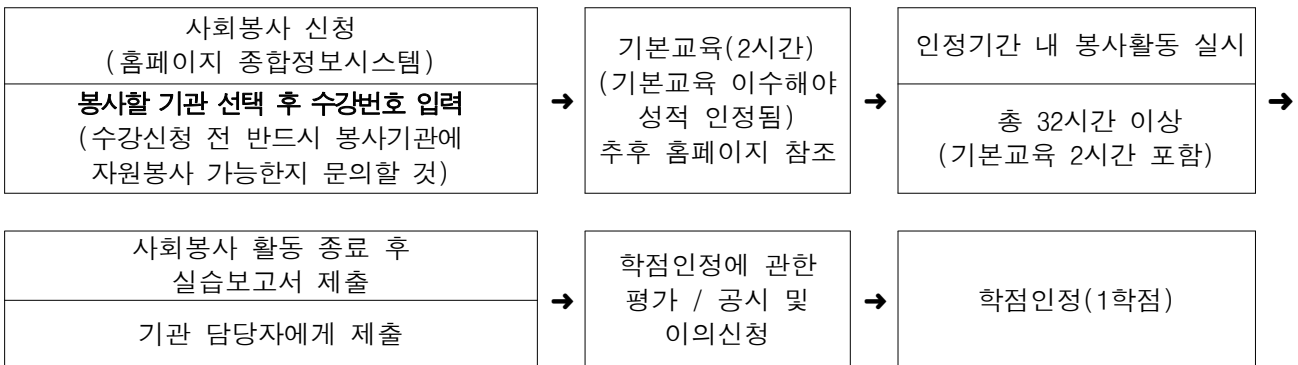 사회봉사 신청
(홈페이지 종합정보시스템)
봉사할 기관 선택 후 수강번호 입력
(수강신청 전 반드시 봉사기관에
자원봉사 가능한지 문의할 것)
➜
기본교육(2시간)
(기본교육 이수해야
성적 인정됨)
추후 홈페이지 참조
➜
인정기간 내 봉사활동 실시
총 32시간 이상
(기본교육 2시간 포함)
➜
사회봉사 활동 종료 후
실습보고서 제출
기관 담당자에게 제출
➜
학점인정에 관한
평가 / 공시 및
이의신청
➜
학점인정(1학점)